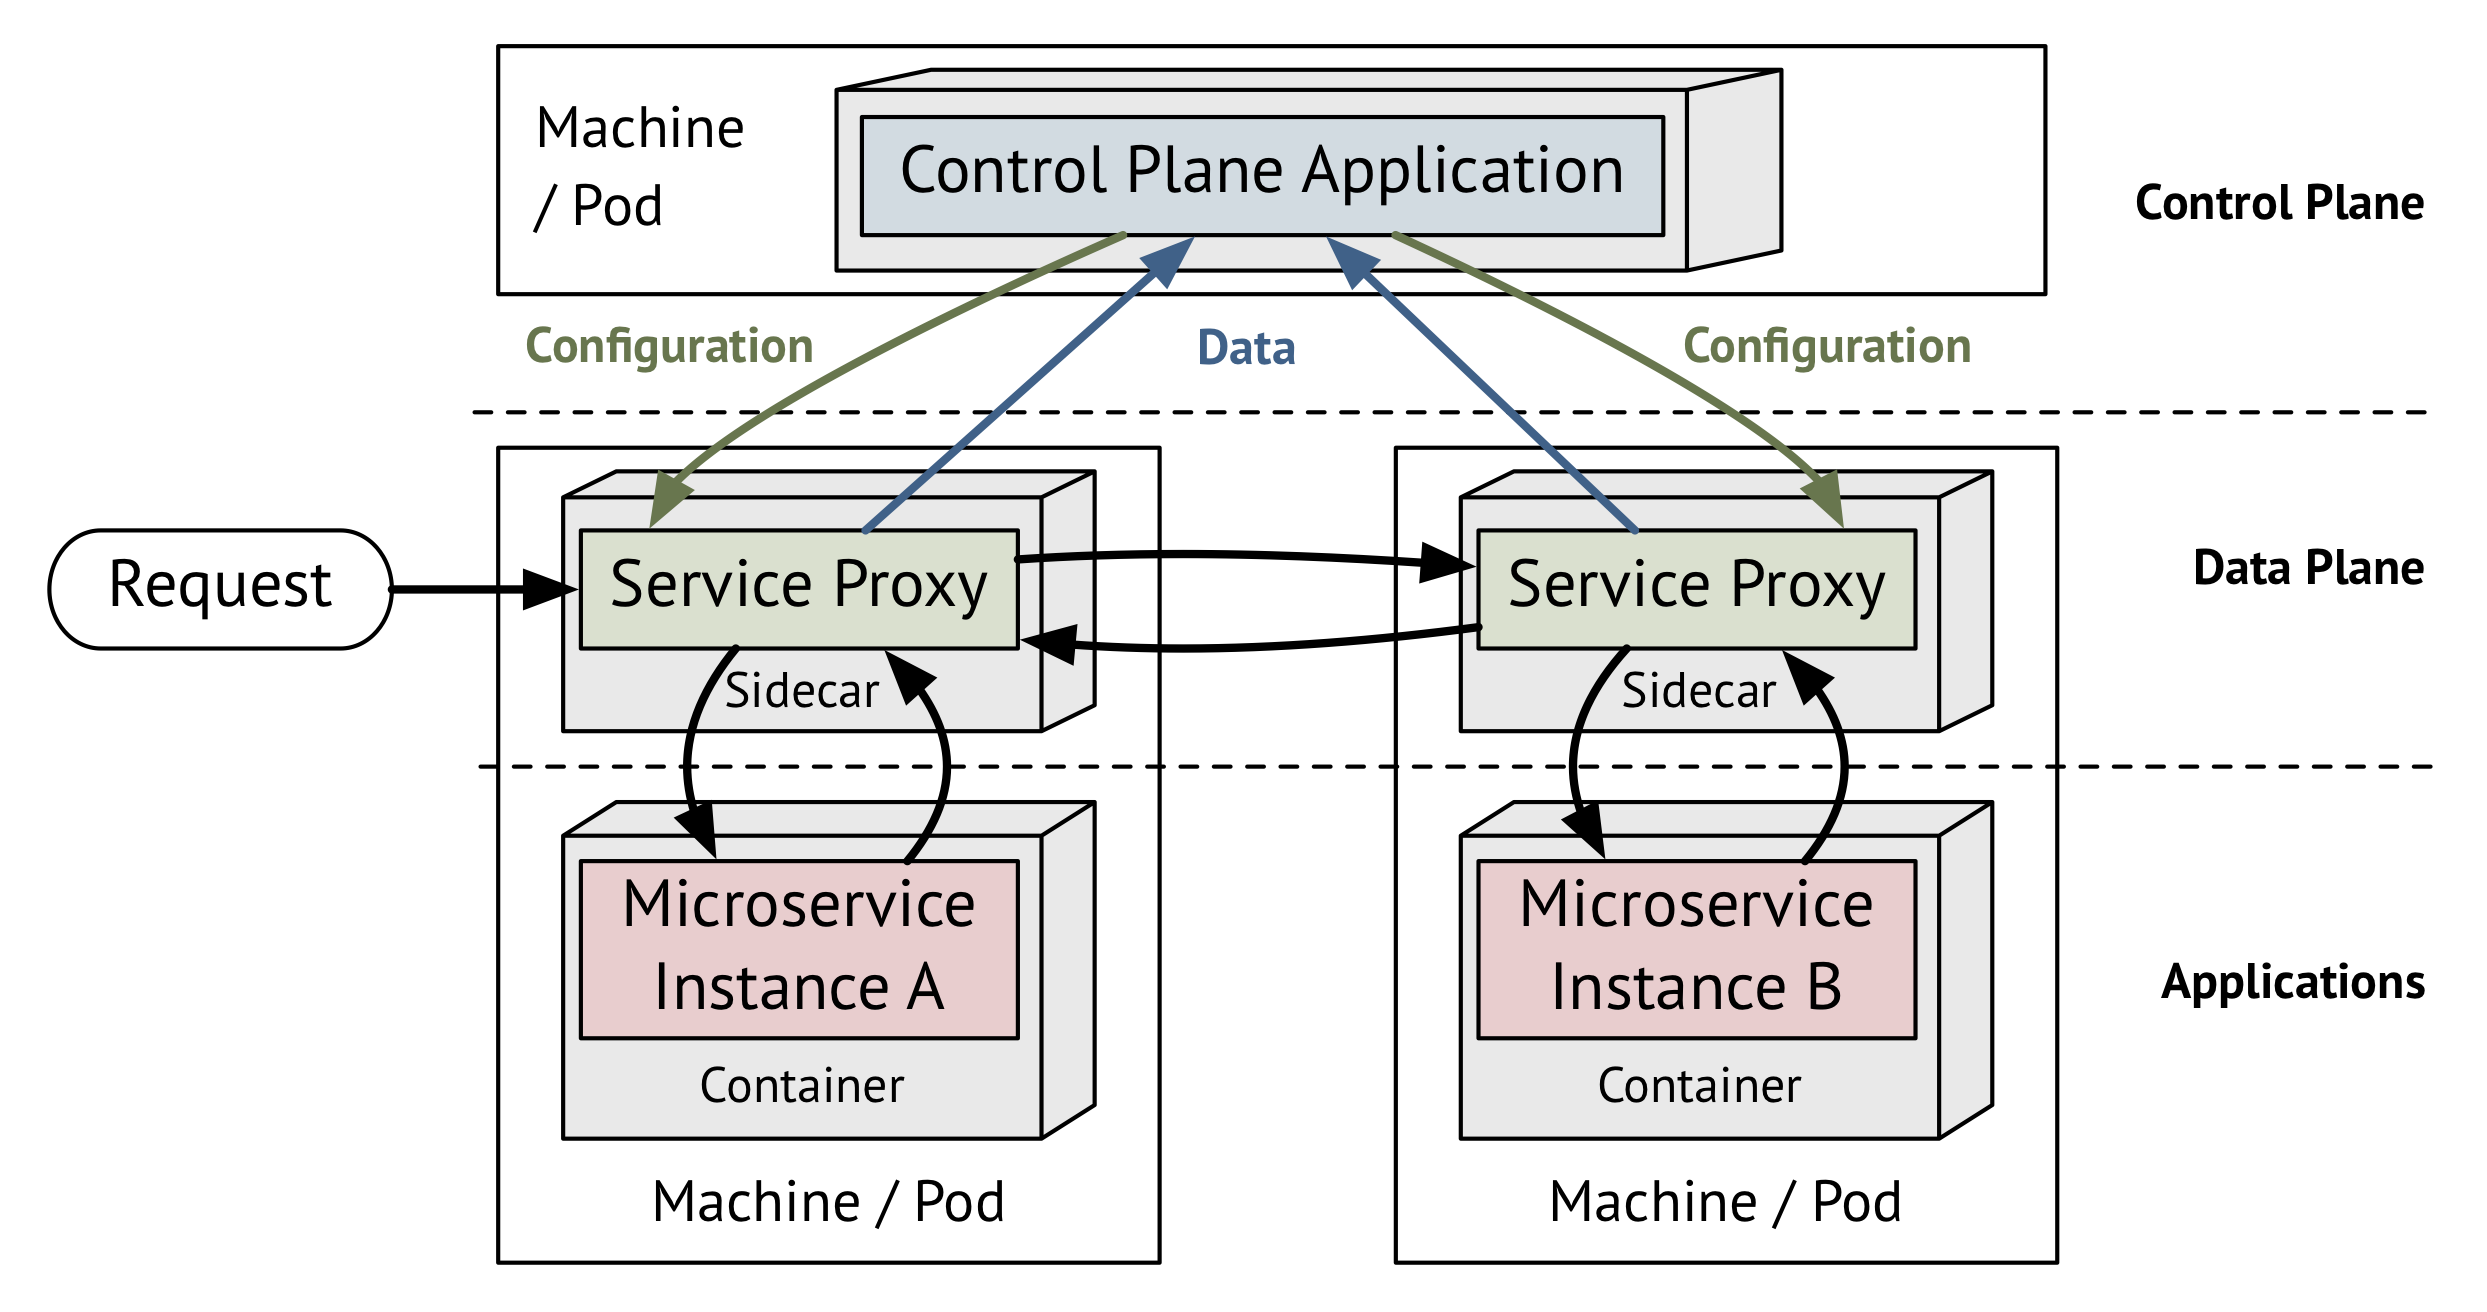 Machine
/ Pod
Control Plane Application
Control Plane
Configuration
Data
Configuration
Request
Service Proxy
Sidecar
Service Proxy
Sidecar
Data Plane
Microservice
Instance A
Container
Machine / Pod
Microservice
Instance B
Container
Machine / Pod
Applications